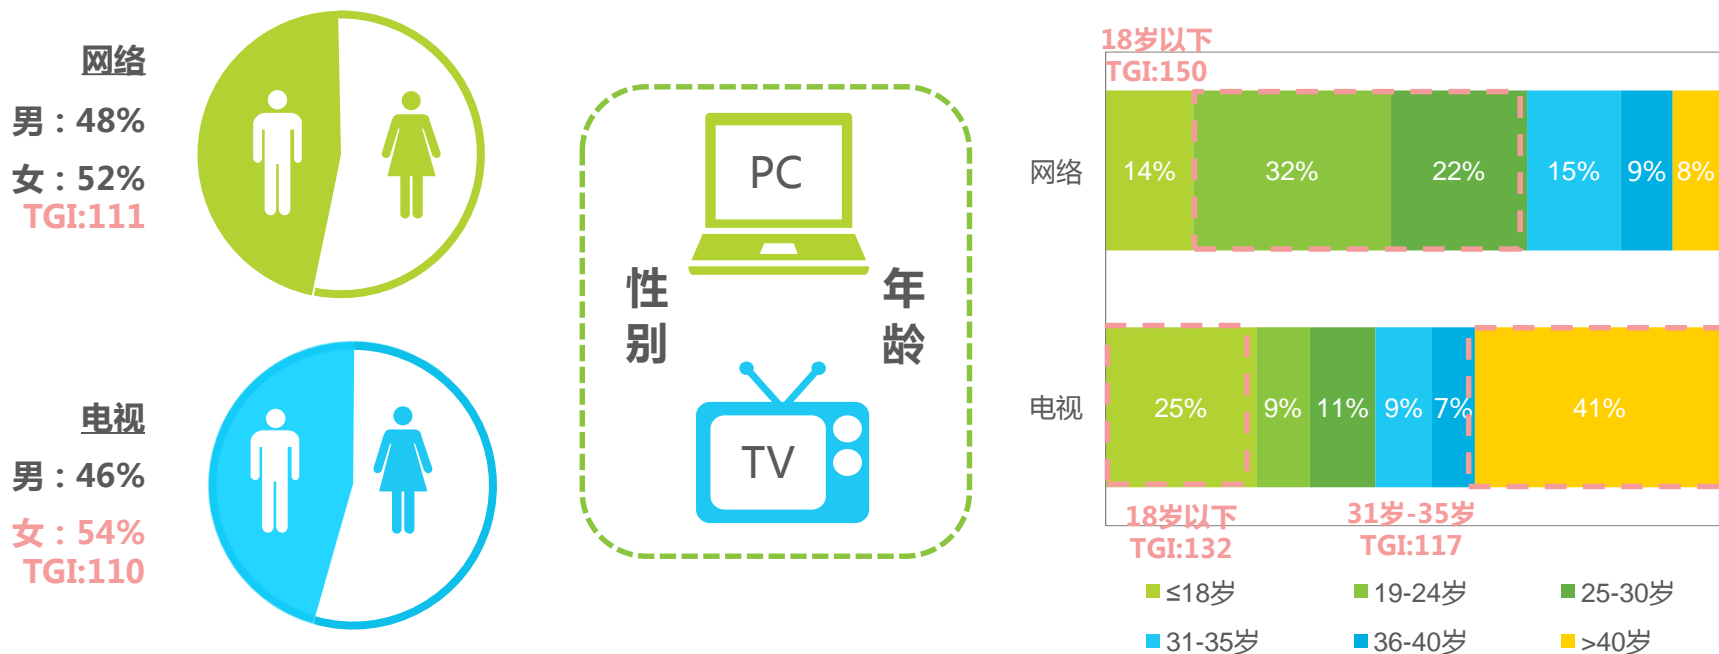 网络
男：48%
女：52%
TGI:111
电视
男：46%
女：54%
TGI:110
PC
性别
年龄
TV
18岁以下
TGI:150
网络
14%
32%
22%
15%
9%
8%
电视
25%
9%
11%
9%
7%
41%
18岁以下
TGI:132
31岁-35岁
TGI:117
≤18岁
19-24岁
25-30岁
31-35岁
36-40岁
>40岁